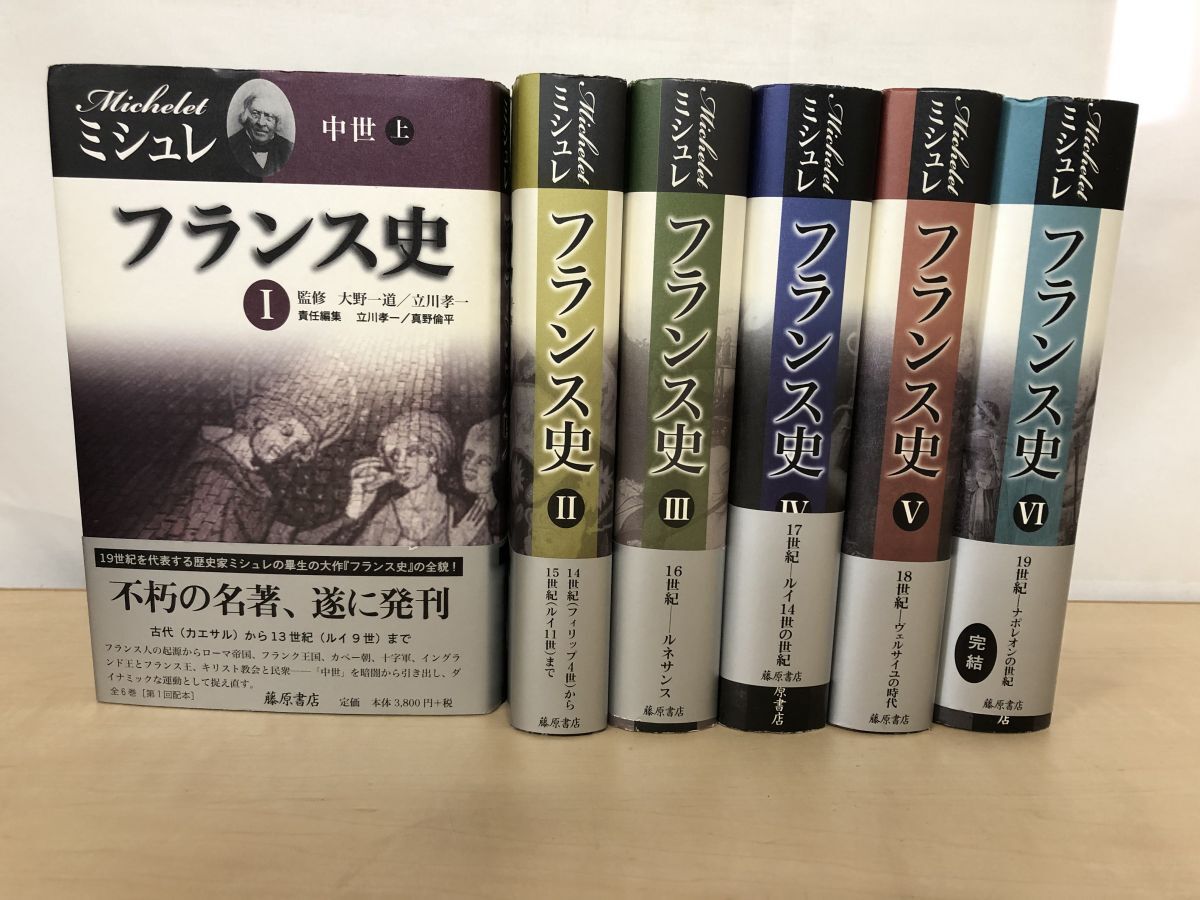 Michelet
ミシュレ
中世 上
フランス史
I
監修 大野一道／立川孝一
責任編集 立川孝一／真野倫平
19世紀を代表する歴史家ミシュレの畢生の大作『フランス史』の全貌！
不朽の名著、遂に発刊
古代（カエサル）から13世紀（ルイ9世）まで
フランス人の起源からローマ帝国、フランク王国、カペー朝、十字軍、イングラ
ンド王とフランス王、キリスト教会と民衆――「中世」を暗闇から引き出し、ダ
イナミックな運動として捉え直す。
全6巻［第1回配本］
藤原書店
定価 本体3,800円+税
Michelet
ミシュレ
フランス史
II
14世紀（フィリップ4世）から
15世紀（ルイ11世）まで
藤原書店
Michelet
ミシュレ
フランス史
III
16世紀――ルネサンス
藤原書店
Michelet
ミシュレ
フランス史
IV
17世紀――ルイ14世の世紀
藤原書店
原書店
Michelet
ミシュレ
フランス史
V
18世紀――ヴェルサイユの時代
藤原書店
Michelet
ミシュレ
フランス史
VI
19世紀――ナポレオンの世紀
完結
藤原書店
店